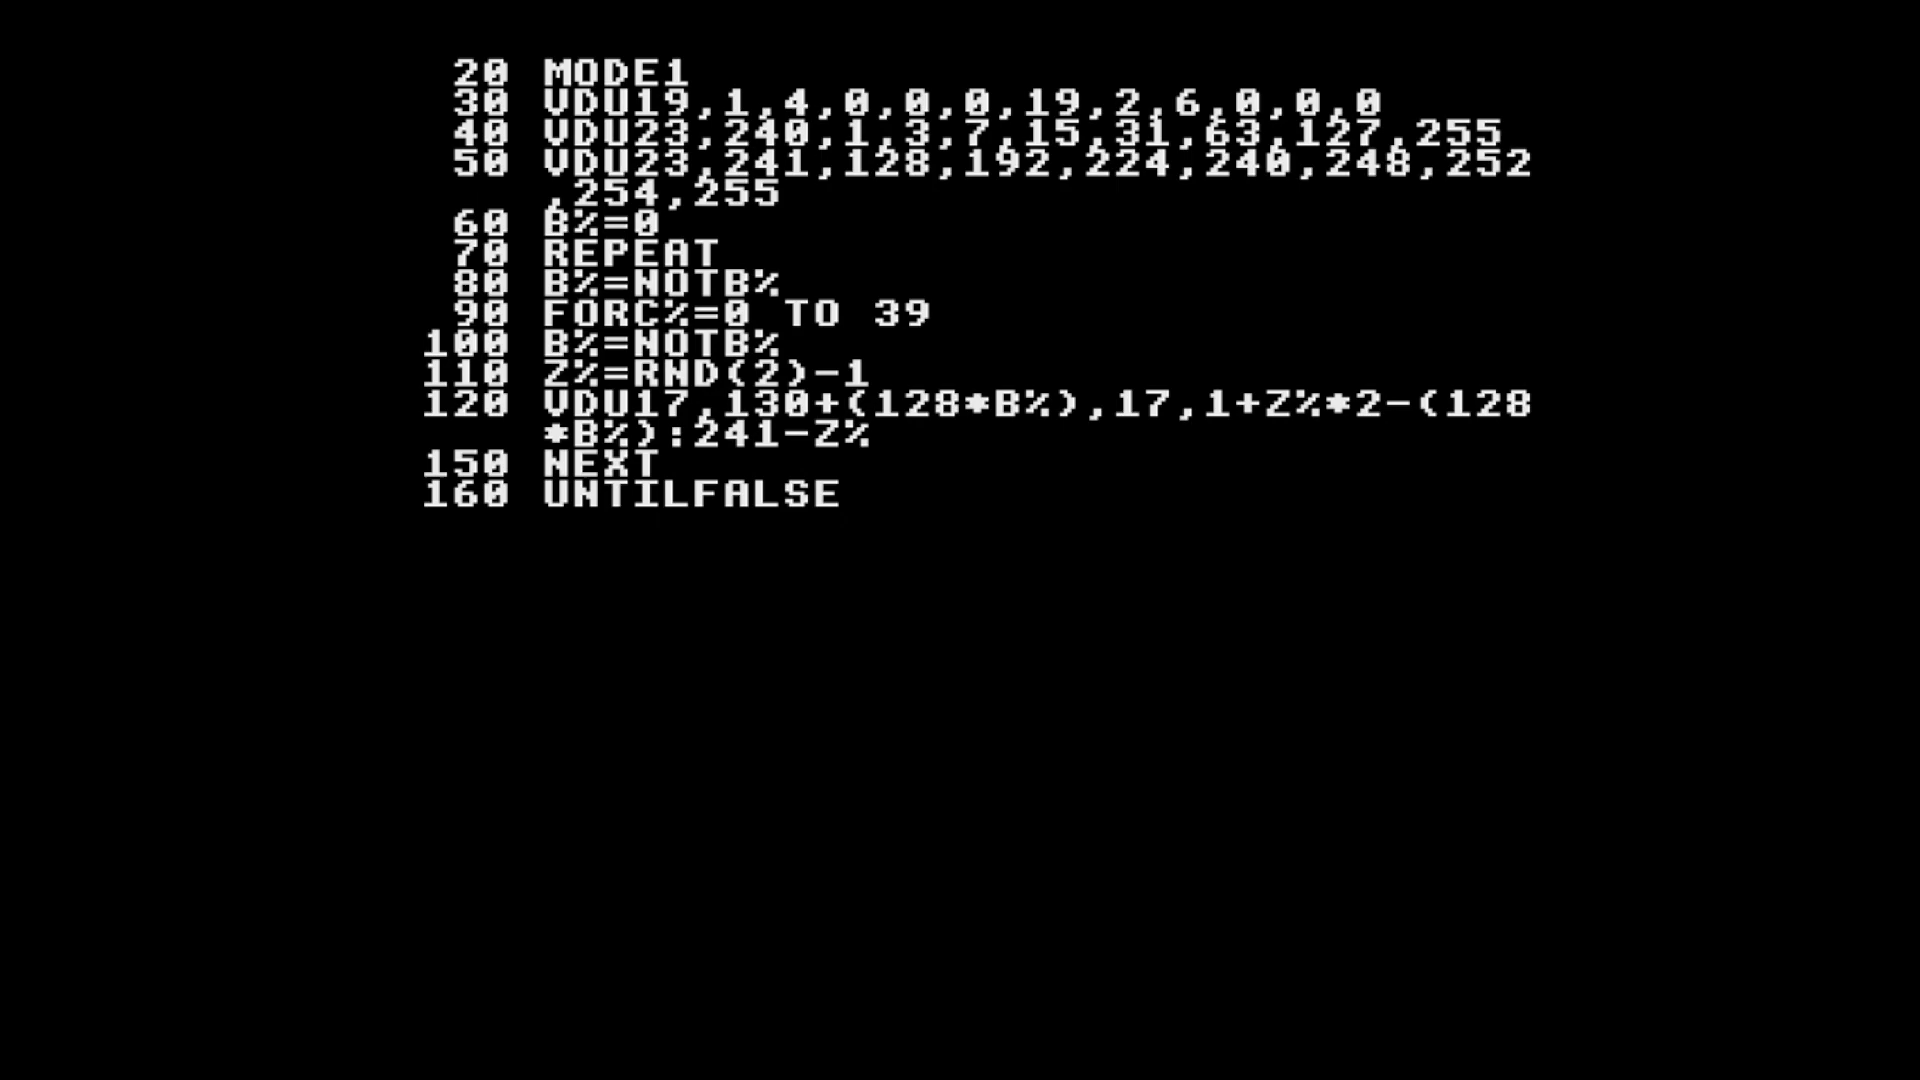 20 MODE1
30 VDU19,1,4,0,0,0,19,2,6,0,0,0
40 VDU23,240,1,3,7,15,31,63,127,255
50 VDU23,241,128,192,224,240,248,252
,254,255
60 B%=0
70 REPEAT
80 B%=NOTB%
90 FORC%=0 TO 39
100 B%=NOTB%
110 Z%=RND(2)-1
120 VDU17,130+(128*B%),17,1+Z%*2-(128
*B%):241-Z%
150 NEXT
160 UNTILFALSE